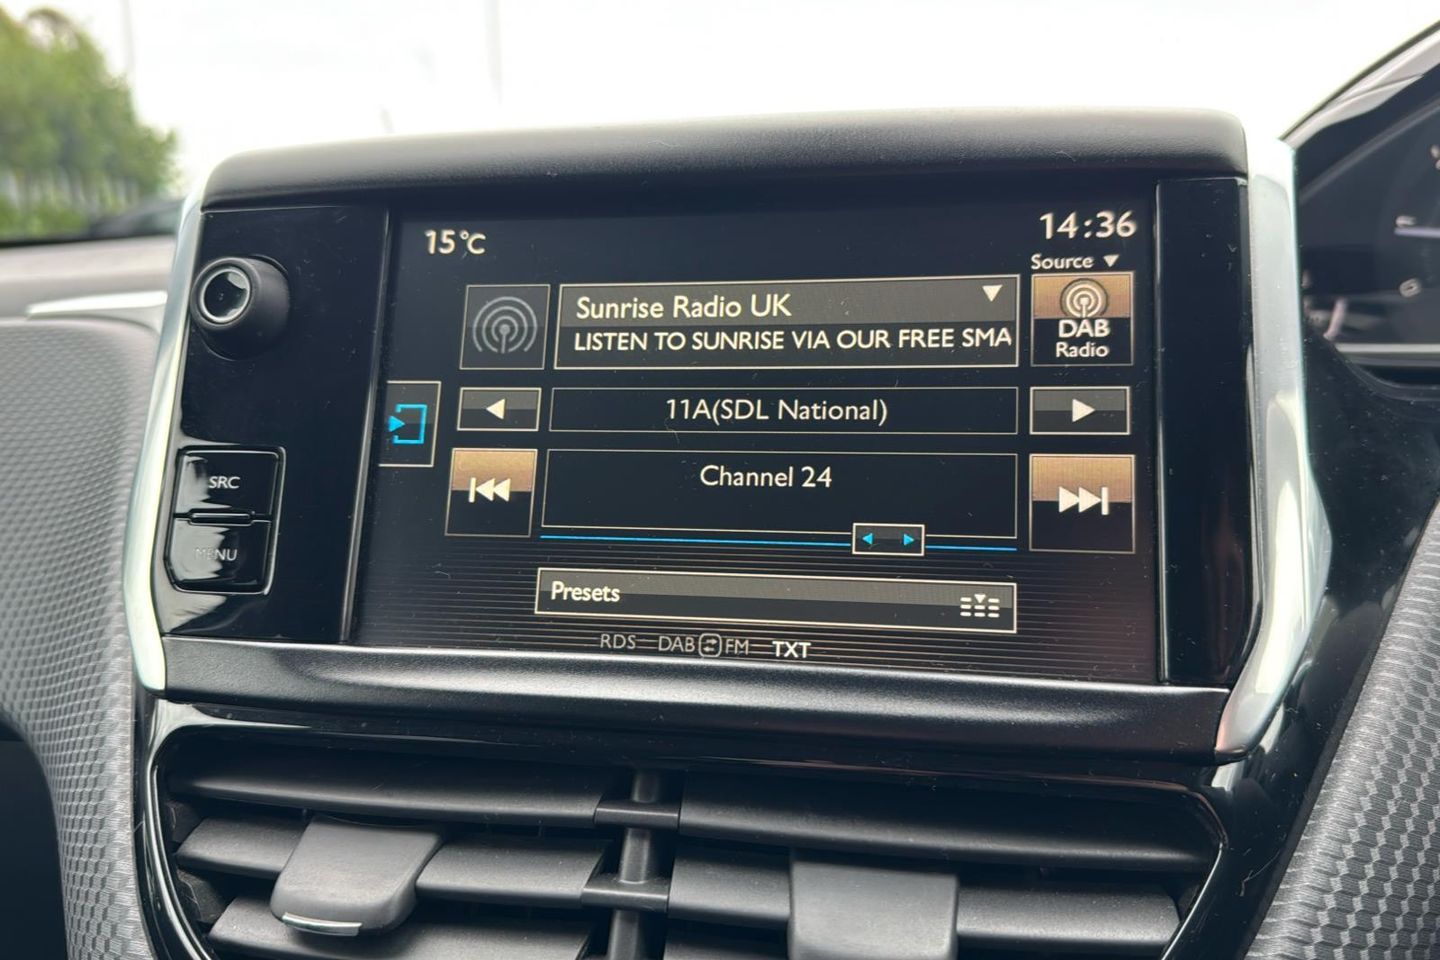 15°C
14:36
Source
Sunrise Radio UK
LISTEN TO SUNRISE VIA OUR FREE SMA
DAB
Radio
11A(SDL National)
SRC
Channel 24
MENU
Presets
RDS DAB FM TXT